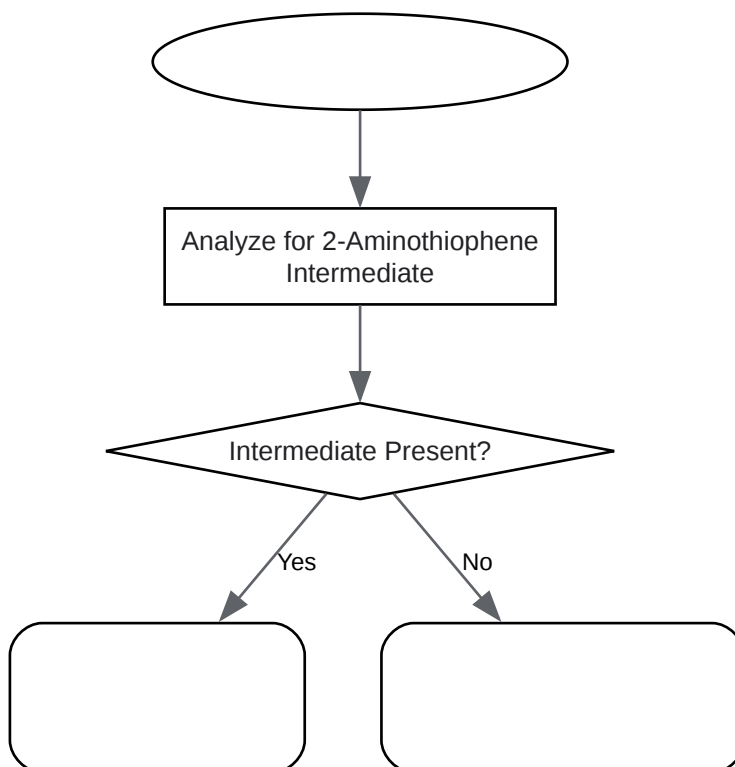 Analyze for 2-Aminothiophene
Intermediate
Intermediate Present?
Yes
No